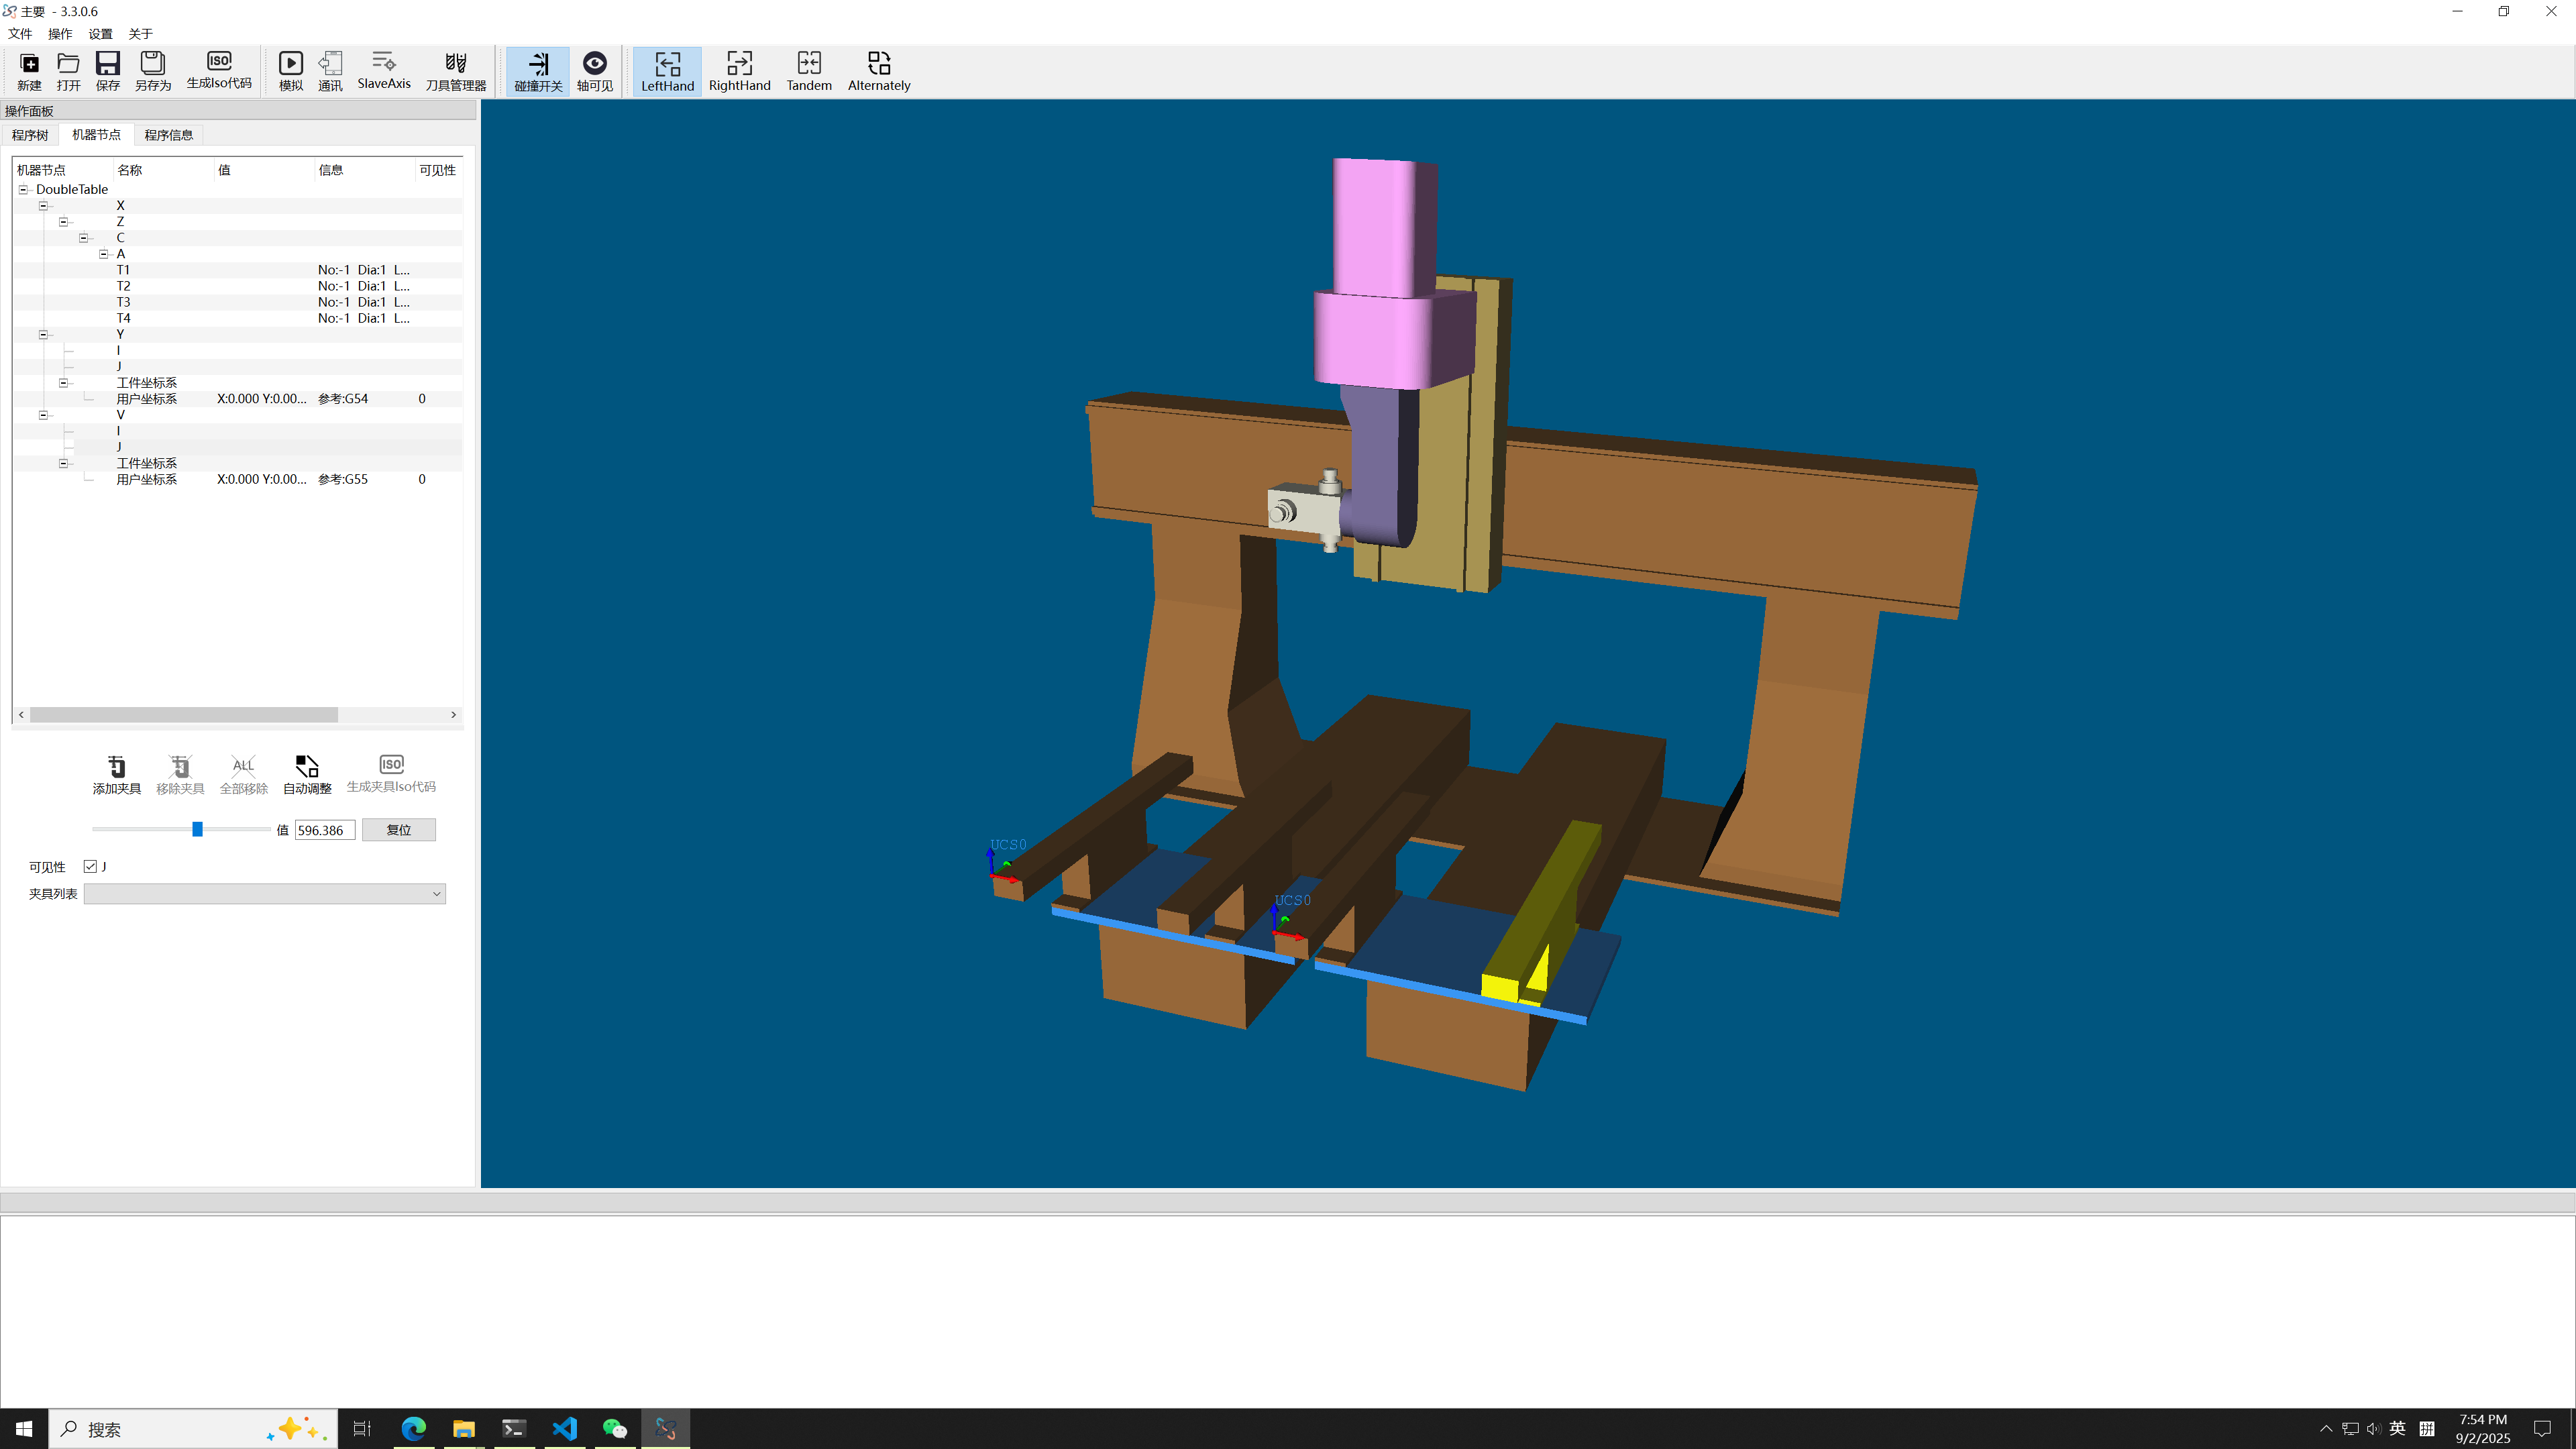 主要 - 3.3.0.6
文件 操作 设置 关于
新建 打开 保存 另存为 生成Iso代码 模拟 通讯 SlaveAxis 刀具管理器 碰撞开关 轴可见 LeftHand RightHand Tandem Alternately
操作面板
程序树 机器节点 程序信息
机器节点 名称 值 信息 可见性
DoubleTable
X
Z
C
A
T1 No:-1 Dia:1 L...
T2 No:-1 Dia:1 L...
T3 No:-1 Dia:1 L...
T4 No:-1 Dia:1 L...
Y
I
J
工件坐标系
用户坐标系 X:0.000 Y:0.00... 参考:G54 0
V
I
J
工件坐标系
用户坐标系 X:0.000 Y:0.00... 参考:G55 0
添加夹具 移除夹具 ALL 全部移除 自动调整 生成夹具Iso代码
值 596.386 复位
可见性 J
夹具列表
UCS0
UCS0
搜索
英 拼 7:54 PM
9/2/2025